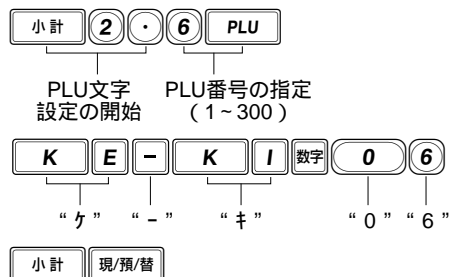 小計 2 · 6 PLU
PLU文字 PLU番号の指定
設定の開始 （1~300）
K E - K I 数字 0 6
“ケ” “-” “キ” “0” “6”
小計 現/預/替